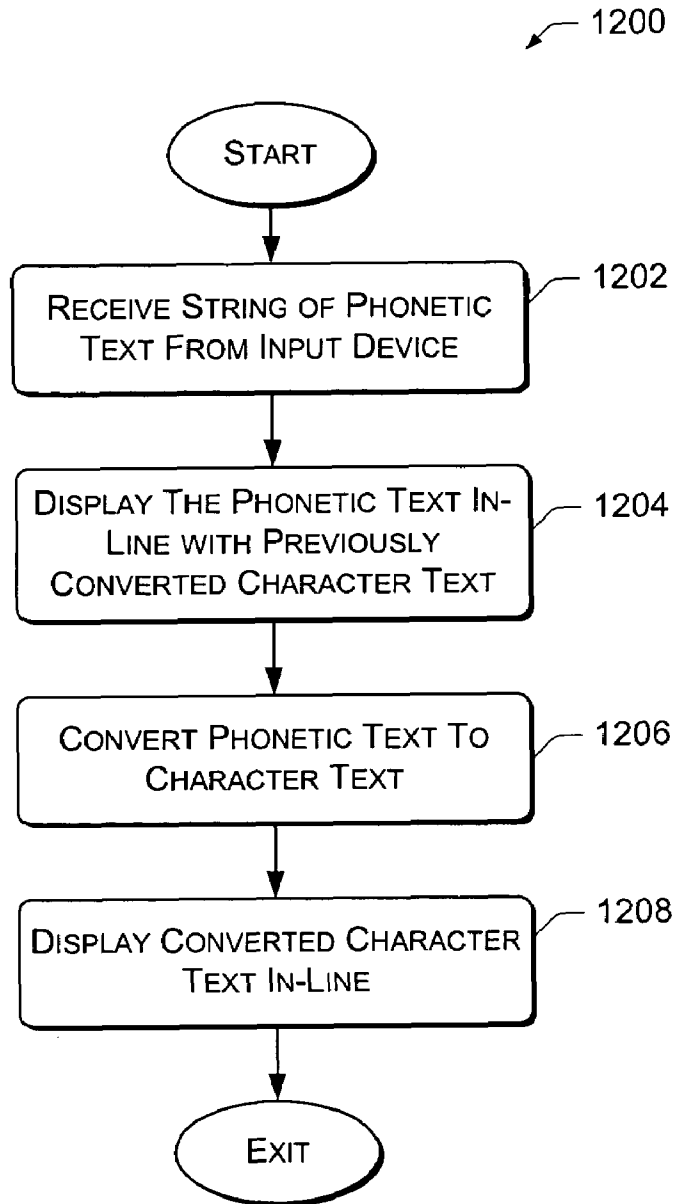 1200
START
1202
RECEIVE STRING OF PHONETIC
TEXT FROM INPUT DEVICE
1204
DISPLAY THE PHONETIC TEXT IN-
LINE WITH PREVIOUSLY
CONVERTED CHARACTER TEXT
1206
CONVERT PHONETIC TEXT TO
CHARACTER TEXT
1208
DISPLAY CONVERTED CHARACTER
TEXT IN-LINE
EXIT